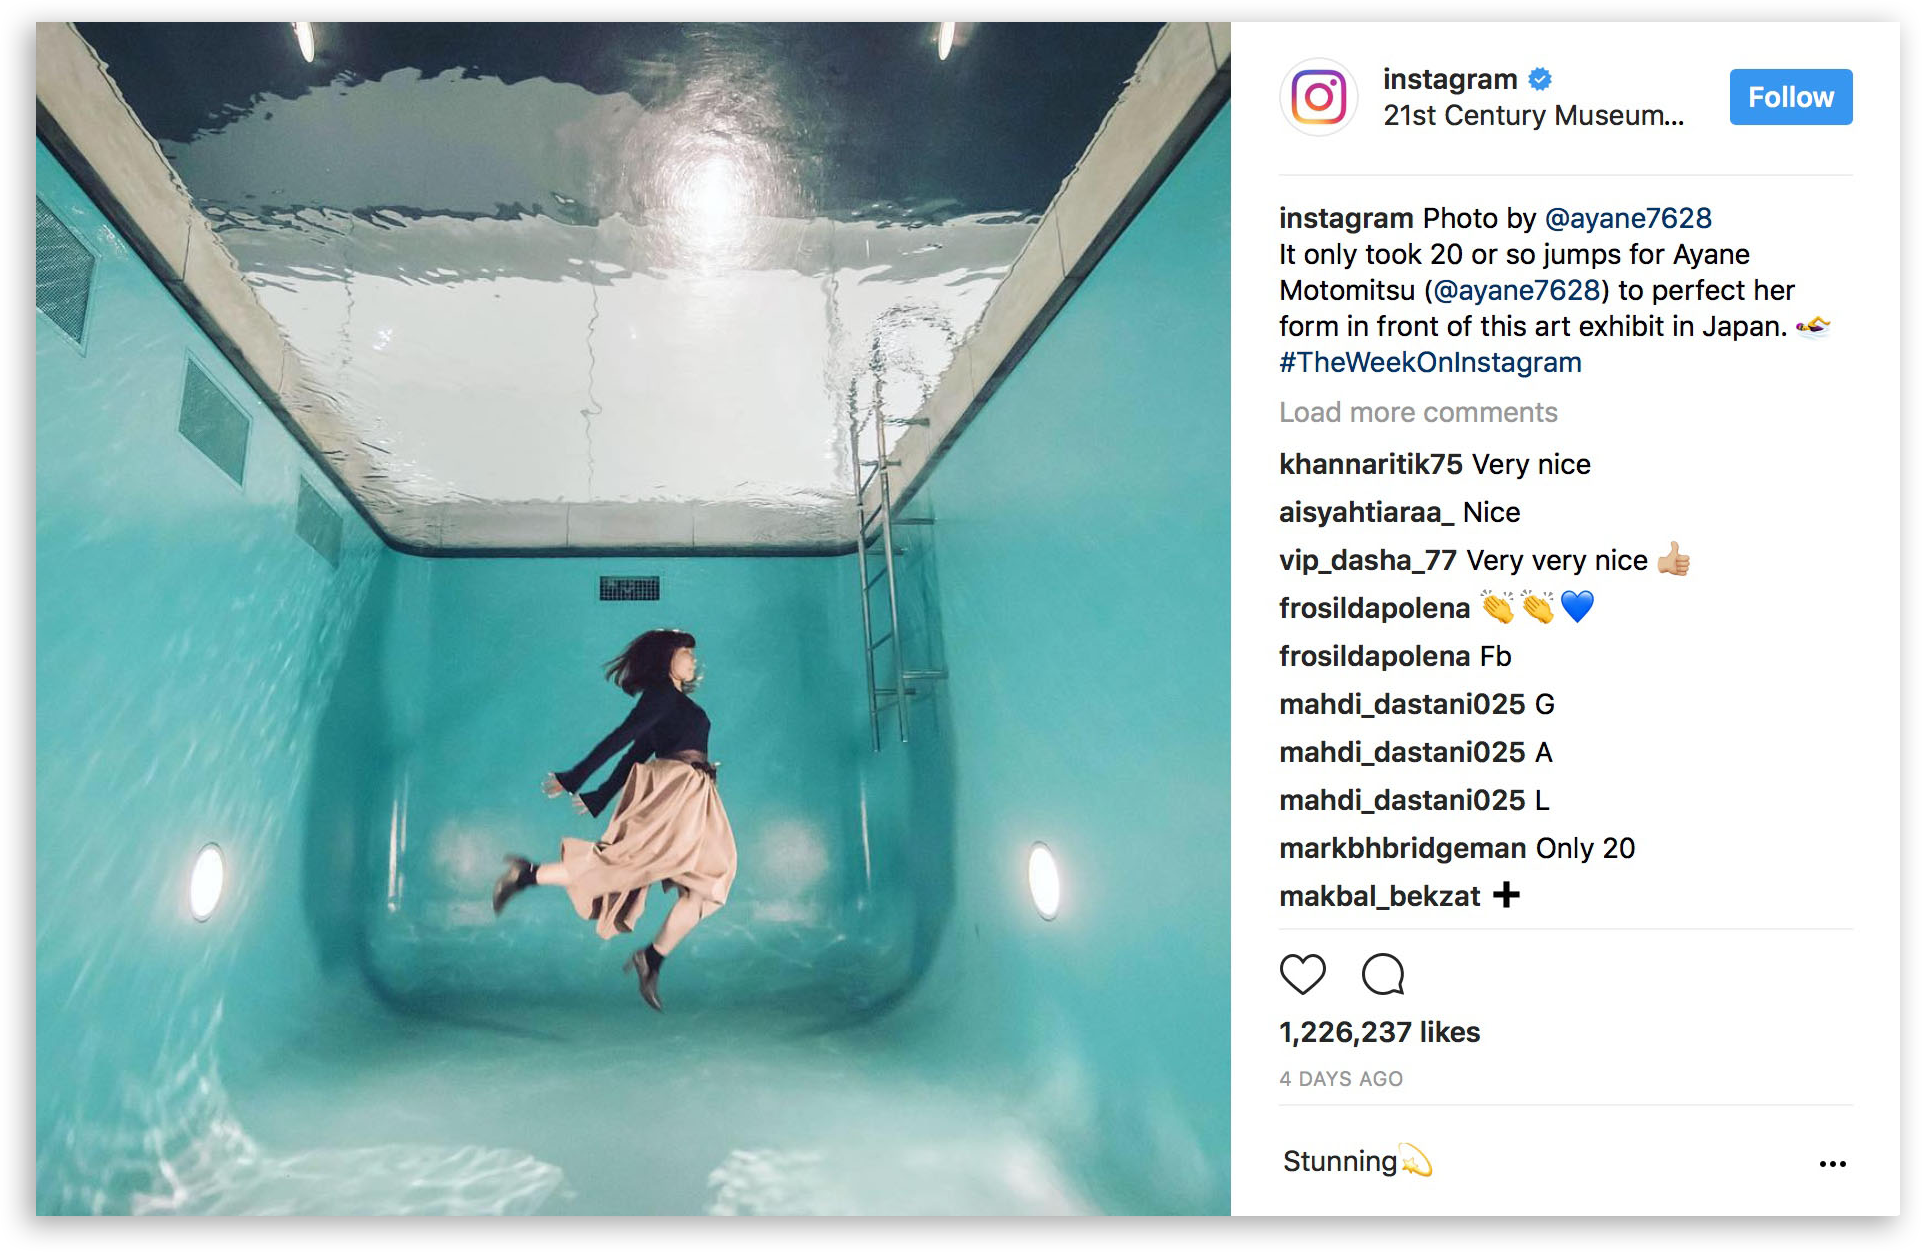 instagram
21st Century Museum...
Follow
instagram Photo by @ayane7628
It only took 20 or so jumps for Ayane
Motomitsu (@ayane7628) to perfect her
form in front of this art exhibit in Japan. 🏊‍♀️
#TheWeekOnInstagram
Load more comments
khannaritik75 Very nice
aisyahtiaraa_ Nice
vip_dasha_77 Very very nice 👍🏼
frosildapolena 👏👏💙
frosildapolena Fb
mahdi_dastani025 G
mahdi_dastani025 A
mahdi_dastani025 L
markbhbridgeman Only 20
makbal_bekzat ➕
1,226,237 likes
4 DAYS AGO
Stunning💫